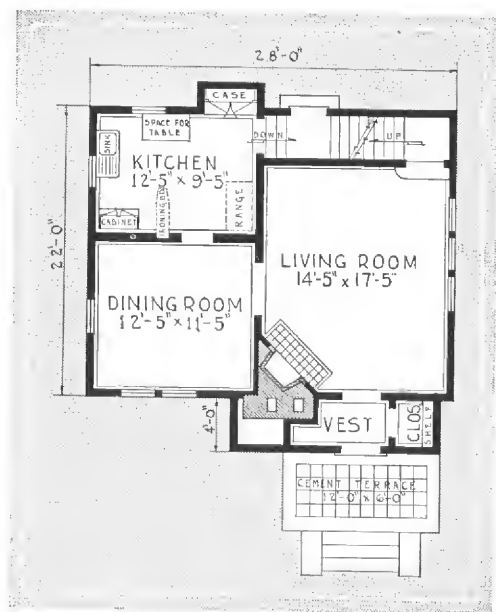 28'-0"
CASE
SPACE FOR
TABLE
SINK
DOWN
UP
KITCHEN
12'-5" x 9'-5"
RANGE
IRONING BD.
CABINET
22'-0"
LIVING ROOM
14'-5" x 17'-5"
DINING ROOM
12'-5" x 11'-5"
4'-0"
VEST
CLOS.
SHELF
CEMENT TERRACE
12'-0" x 6'-0"